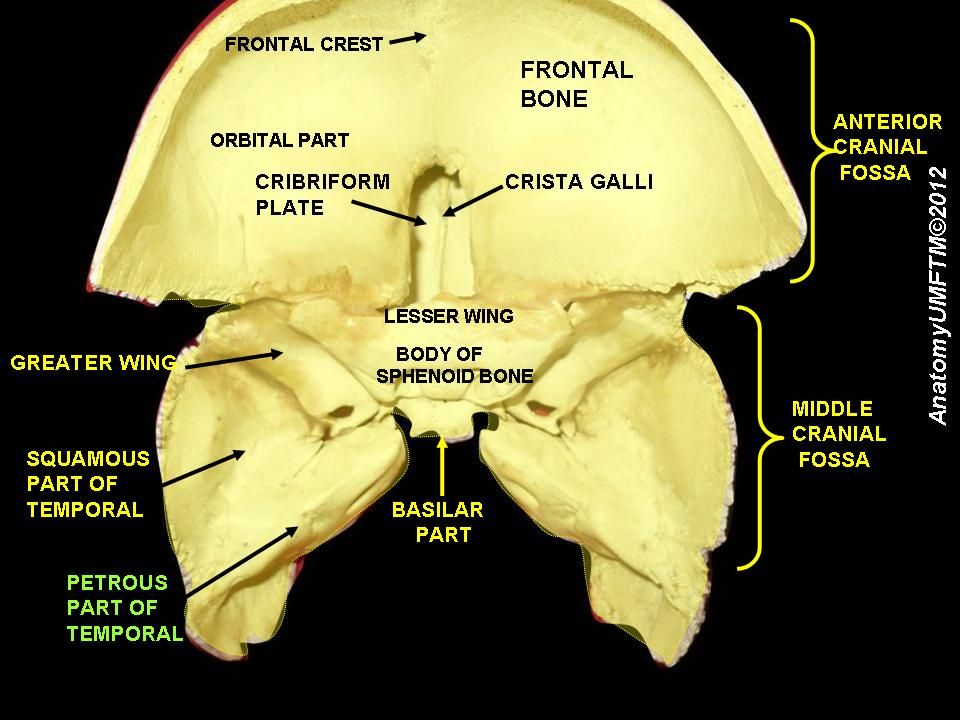 FRONTAL CREST
FRONTAL
BONE
ORBITAL PART
CRIBRIFORM
PLATE
CRISTA GALLI
ANTERIOR
CRANIAL
FOSSA
AnatomyUMFTM©2012
LESSER WING
BODY OF
SPHENOID BONE
GREATER WING
MIDDLE
CRANIAL
FOSSA
SQUAMOUS
PART OF
TEMPORAL
BASILAR
PART
PETROUS
PART OF
TEMPORAL